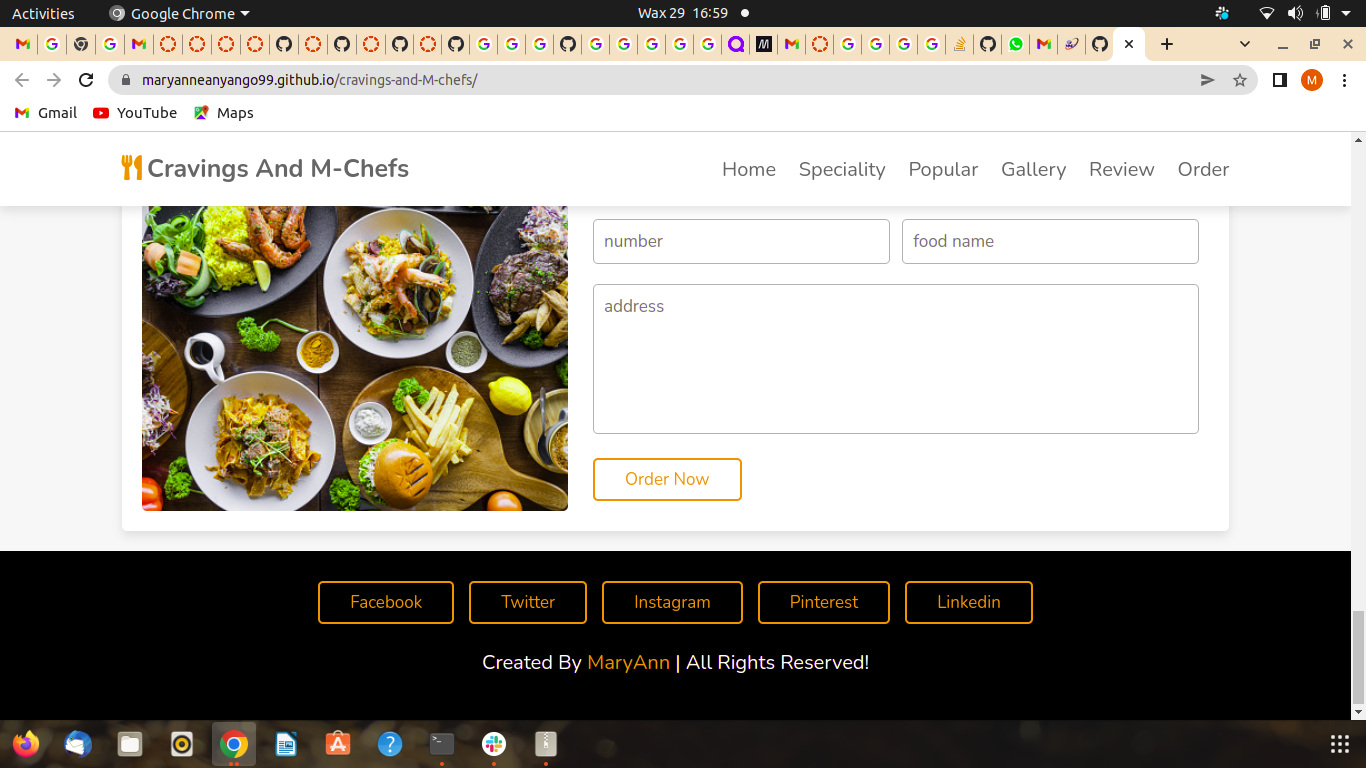 Activities Google Chrome Wax 29 16:59
maryanneanyango99.github.io/cravings-and-M-chefs/ M
Gmail YouTube Maps
Cravings And M-Chefs Home Speciality Popular Gallery Review Order
number food name
address
Order Now
Facebook Twitter Instagram Pinterest Linkedin
Created By MaryAnn | All Rights Reserved!